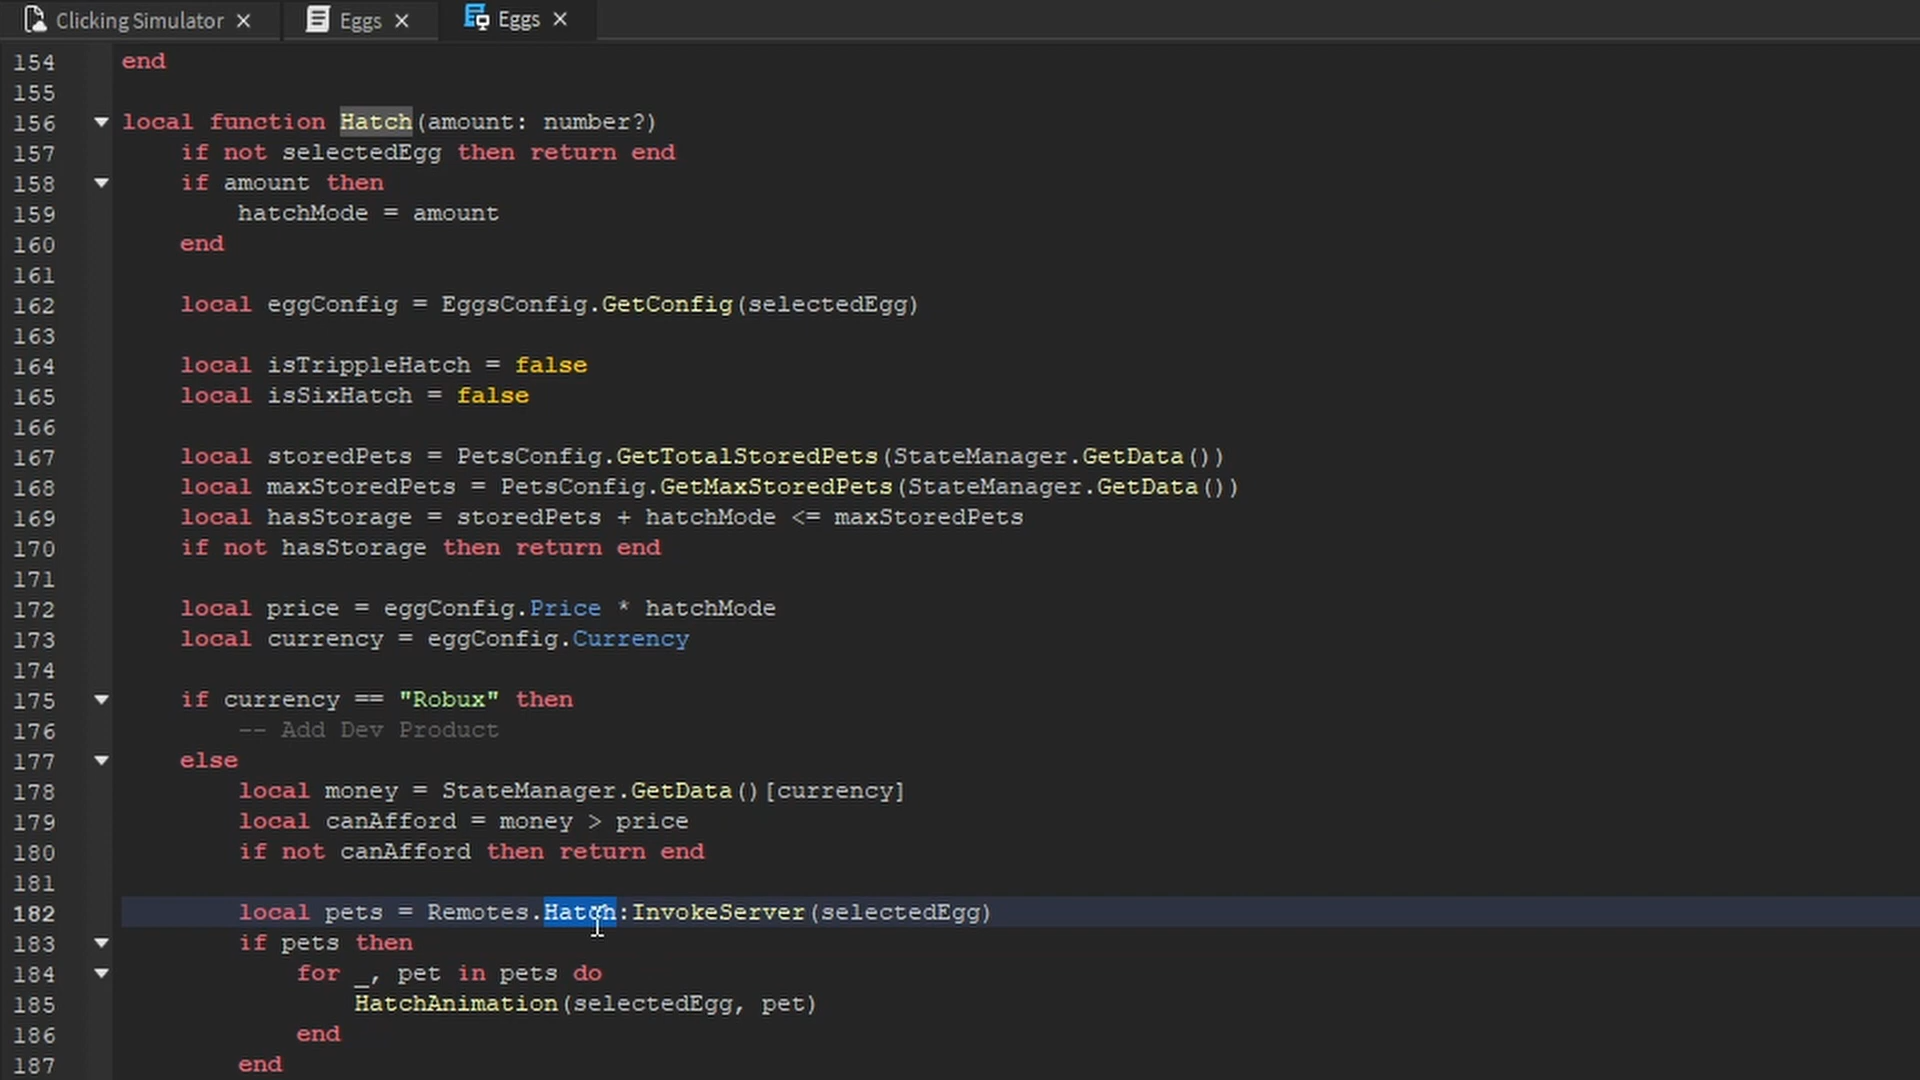 Clicking Simulator
Eggs
Eggs
154 end
155
156 local function Hatch(amount: number?)
157 if not selectedEgg then return end
158 if amount then
159 hatchMode = amount
160 end
161
162 local eggConfig = EggsConfig.GetConfig(selectedEgg)
163
164 local isTrippleHatch = false
165 local isSixHatch = false
166
167 local storedPets = PetsConfig.GetTotalStoredPets(StateManager.GetData())
168 local maxStoredPets = PetsConfig.GetMaxStoredPets(StateManager.GetData())
169 local hasStorage = storedPets + hatchMode <= maxStoredPets
170 if not hasStorage then return end
171
172 local price = eggConfig.Price * hatchMode
173 local currency = eggConfig.Currency
174
175 if currency == "Robux" then
176 -- Add Dev Product
177 else
178 local money = StateManager.GetData()[currency]
179 local canAfford = money > price
180 if not canAfford then return end
181
182 local pets = Remotes.Hatch:InvokeServer(selectedEgg)
183 if pets then
184 for _, pet in pets do
185 HatchAnimation(selectedEgg, pet)
186 end
187 end